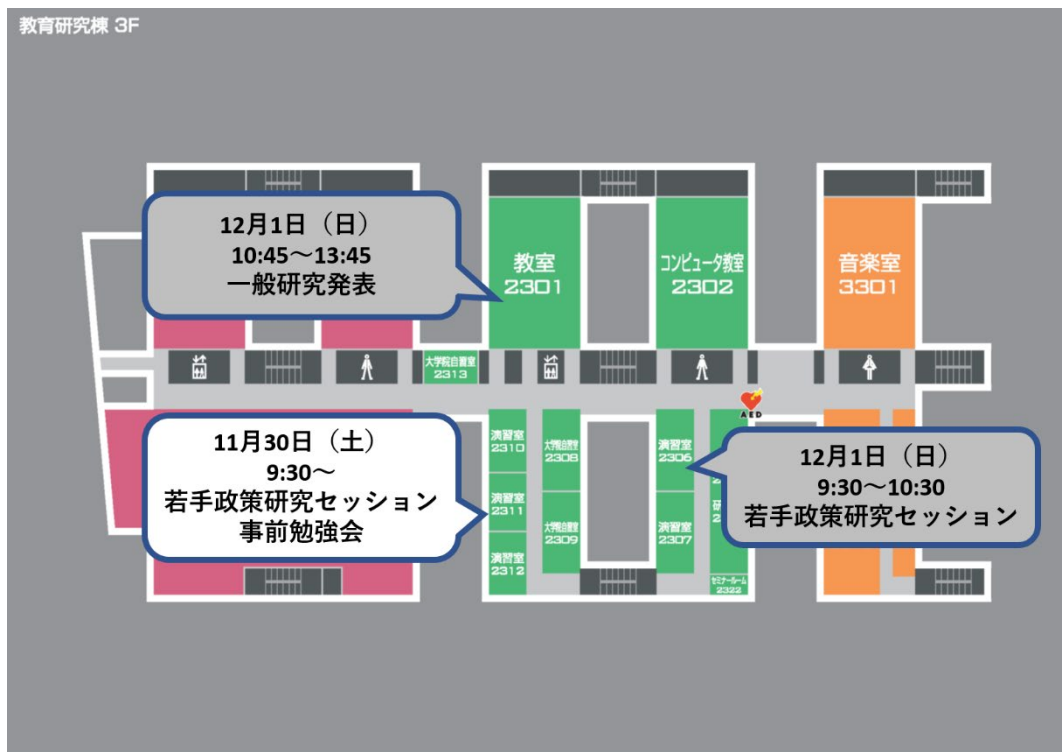 教育研究棟 3F
12月1日（日）
10:45～13:45
一般研究発表
教室
2301
コンピュータ教室
2302
音楽室
3301
大学院自習室
2313
AED
11月30日（土）
9:30～
若手政策研究セッション
事前勉強会
演習室
2310
演習室
2311
演習室
2312
大学院自習室
2308
大学院自習室
2309
演習室
2306
演習室
2307
12月1日（日）
9:30～10:30
若手政策研究セッション
セミナールーム
2322